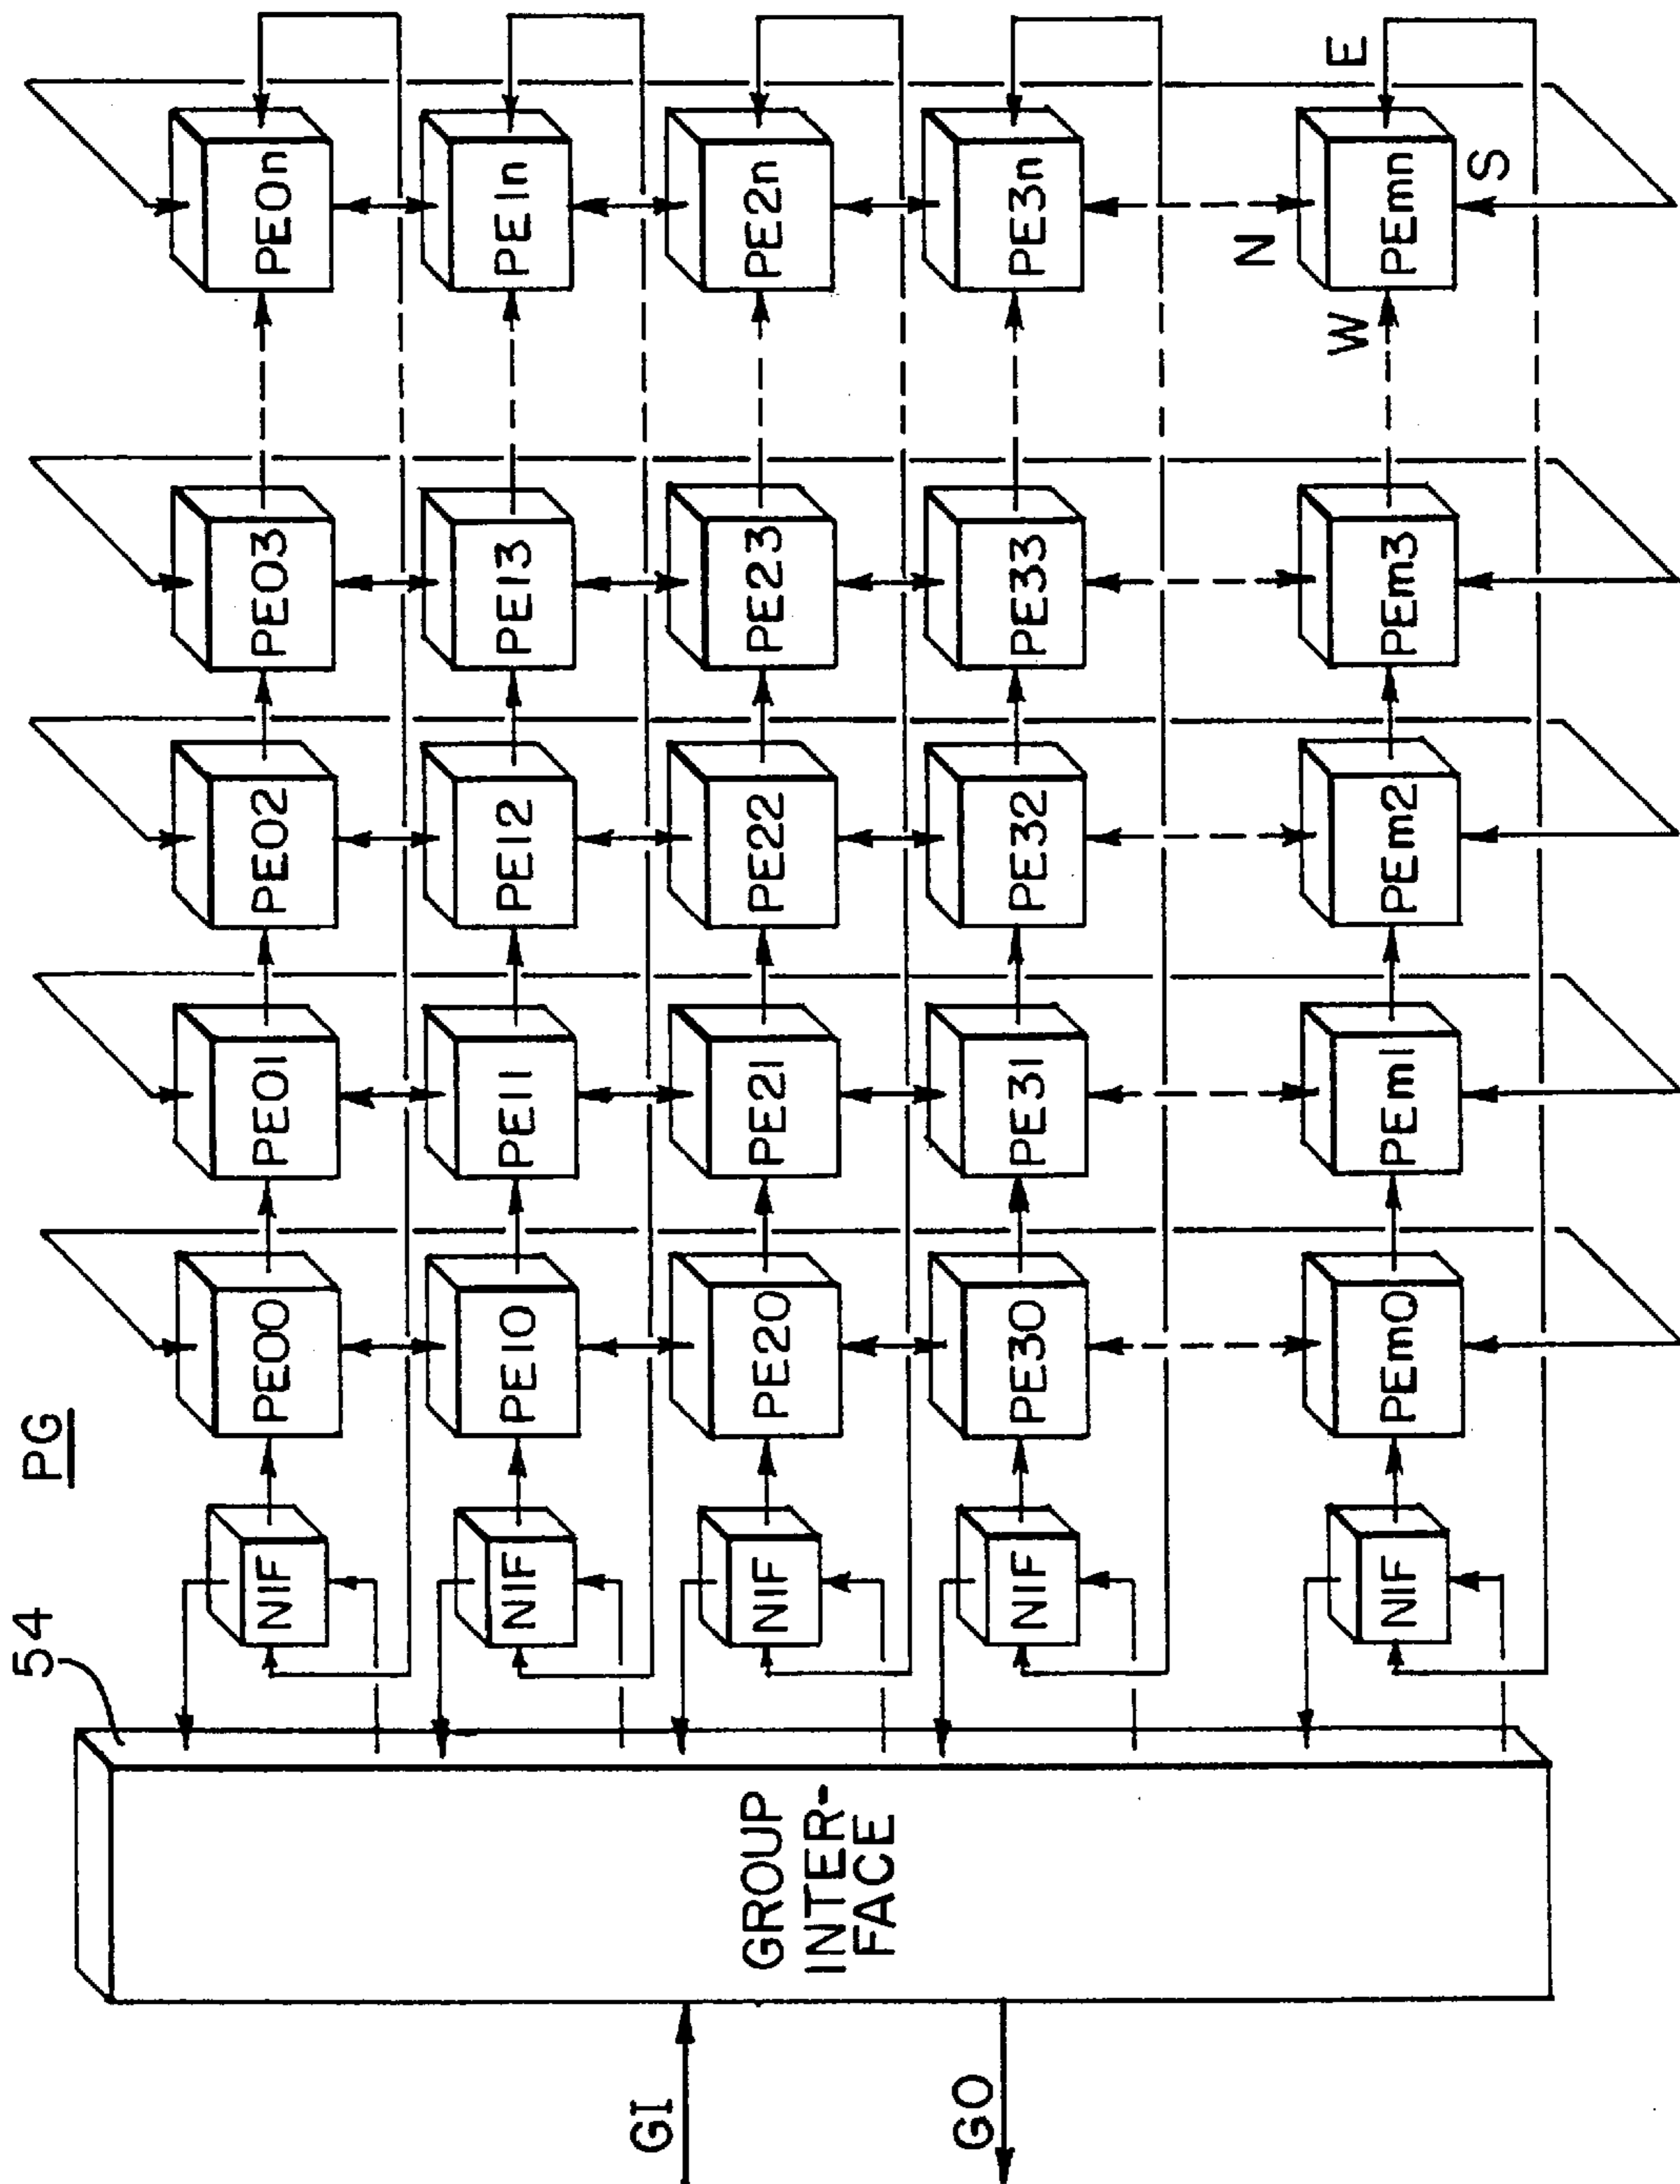 PG
54
GROUP
INTER-
FACE
GI
GO
NIF PE00 PE01 PE02 PE03 PE0n
NIF PE10 PE11 PE12 PE13 PE1n
NIF PE20 PE21 PE22 PE23 PE2n
NIF PE30 PE31 PE32 PE33 PE3n
NIF PEm0 PEm1 PEm2 PEm3 PEmn
N
W
E
S